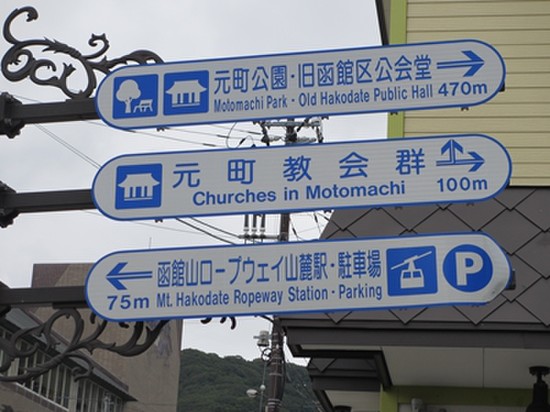 元町公園・旧函館区公会堂
Motomachi Park・Old Hakodate Public Hall 470m
元町教会群
Churches in Motomachi 100m
函館山ロープウェイ山麓駅・駐車場 P
75m Mt. Hakodate Ropeway Station・Parking